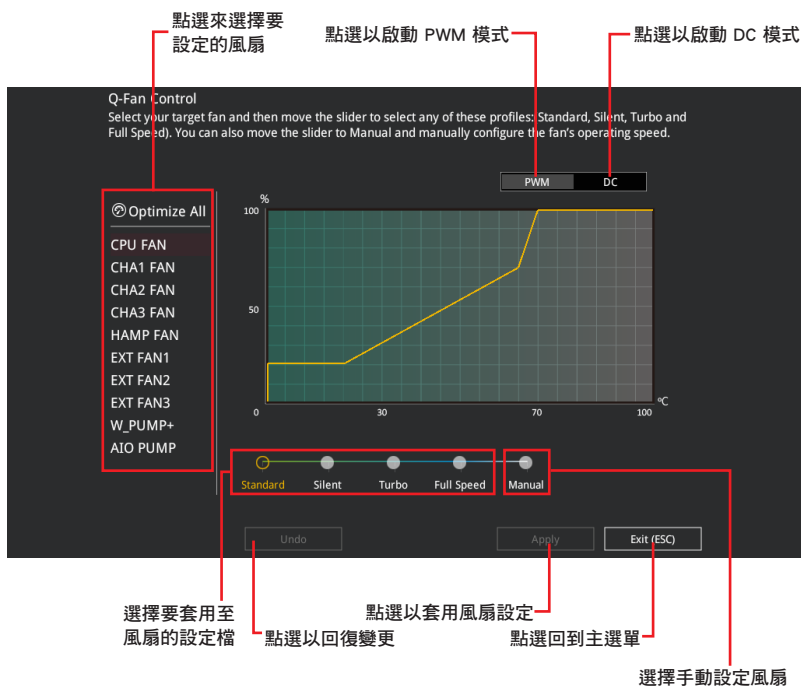 點選來選擇要
設定的風扇
點選以啟動 PWM 模式
點選以啟動 DC 模式
Q-Fan Control
Select your target fan and then move the slider to select any of these profiles: Standard, Silent, Turbo and
Full Speed). You can also move the slider to Manual and manually configure the fan's operating speed.
PWM DC
Optimize All
CPU FAN
CHA1 FAN
CHA2 FAN
CHA3 FAN
HAMP FAN
EXT FAN1
EXT FAN2
EXT FAN3
W_PUMP+
AIO PUMP
%
100
50
0 30 70 100
℃
Standard Silent Turbo Full Speed Manual
Undo Apply Exit (ESC)
選擇要套用至
風扇的設定檔
點選以回復變更
點選以套用風扇設定
點選回到主選單
選擇手動設定風扇